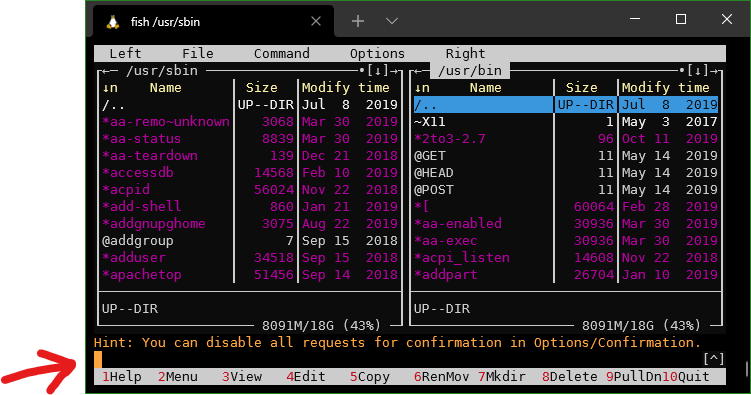 fish /usr/sbin
Left File Command Options Right
/usr/sbin •[↓] /usr/bin •[↓]
↓n Name Size Modify time ↓n Name Size Modify time
/.. UP--DIR Jul 8 2019 /.. UP--DIR Jul 8 2019
*aa-remo~unknown 3068 Mar 30 2019 ~X11 1 May 3 2017
*aa-status 8839 Mar 30 2019 *2to3-2.7 96 Oct 11 2019
*aa-teardown 139 Dec 21 2018 @GET 11 May 14 2019
*accessdb 14568 Feb 10 2019 @HEAD 11 May 14 2019
*acpid 56024 Nov 22 2018 @POST 11 May 14 2019
*add-shell 860 Jan 21 2019 *[ 60064 Feb 28 2019
*addgnupghome 3075 Aug 22 2019 *aa-enabled 30936 Mar 30 2019
@addgroup 7 Sep 15 2018 *aa-exec 30936 Mar 30 2019
*adduser 34518 Sep 15 2018 *acpi_listen 14608 Nov 22 2018
*apachetop 51456 Sep 14 2018 *addpart 26704 Jan 10 2019
UP--DIR UP--DIR
8091M/18G (43%) 8091M/18G (43%)
Hint: You can disable all requests for confirmation in Options/Confirmation.
[^]
1Help 2Menu 3View 4Edit 5Copy 6RenMov 7Mkdir 8Delete 9PullDn 10Quit